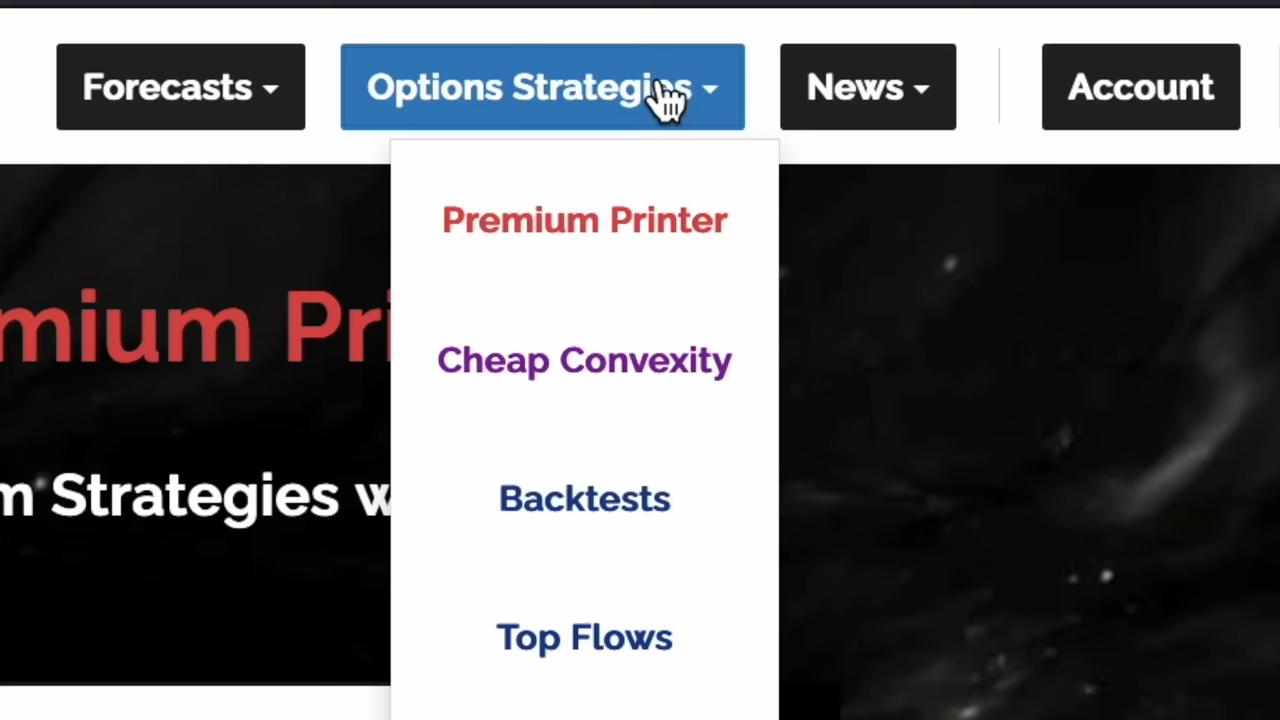 Forecasts
Options Strategies
News
Account
Premium Printer
mium Pri
Cheap Convexity
m Strategies w
Backtests
Top Flows